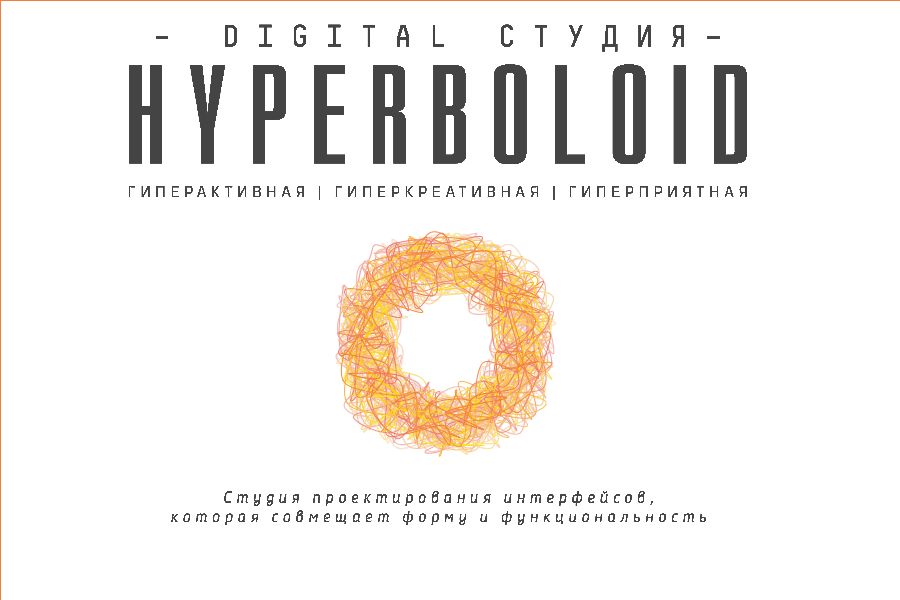 – DIGITAL СТУДИЯ –
HYPERBOLOID
ГИПЕРАКТИВНАЯ | ГИПЕРКРЕАТИВНАЯ | ГИПЕРПРИЯТНАЯ
Студия проектирования интерфейсов,
которая совмещает форму и функциональность